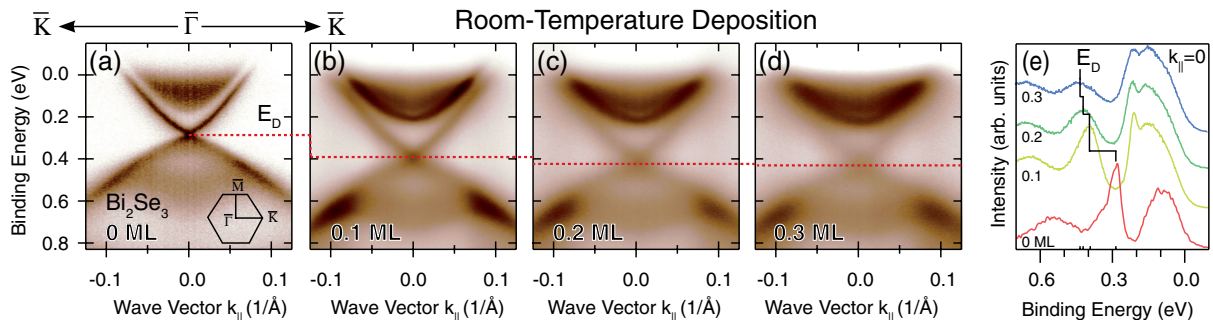 K̅ Γ̅ K̅ Room-Temperature Deposition
(a) (b) (c) (d) (e)
E_D k_||=0
E_D
0.0
0.2
0.4
0.6
0.8
Binding Energy (eV)
Bi₂Se₃
M̅
Γ̅ K̅
0 ML 0.1 ML 0.2 ML 0.3 ML
-0.1 0.0 0.1
Wave Vector k_|| (1/Å)
-0.1 0.0 0.1
Wave Vector k_|| (1/Å)
-0.1 0.0 0.1
Wave Vector k_|| (1/Å)
-0.1 0.0 0.1
Wave Vector k_|| (1/Å)
Intensity (arb. units)
0.3
0.2
0.1
0 ML
0.6 0.3 0.0
Binding Energy (eV)